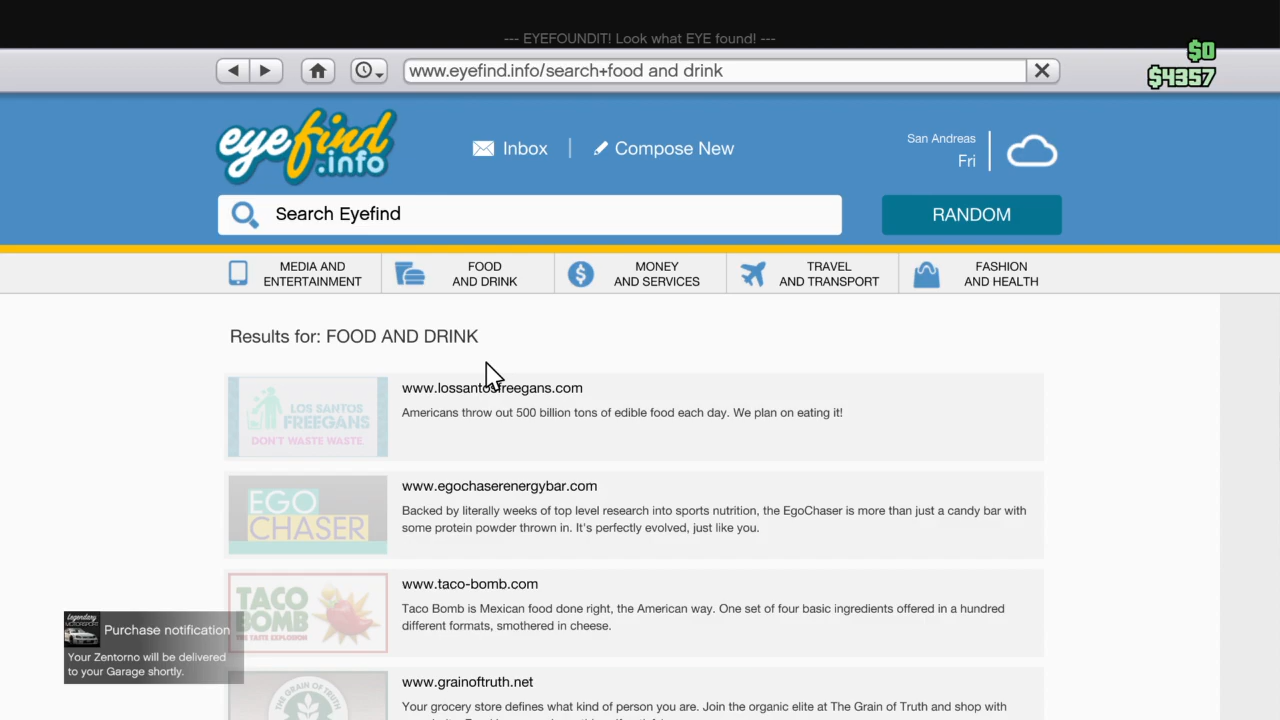 --- EYEFOUNDIT! Look what EYE found! ---
www.eyefind.info/search+food and drink
$0
$4357
eyefind
.info
Inbox
Compose New
San Andreas
Fri
Search Eyefind
RANDOM
MEDIA AND
ENTERTAINMENT
FOOD
AND DRINK
MONEY
AND SERVICES
TRAVEL
AND TRANSPORT
FASHION
AND HEALTH
Results for: FOOD AND DRINK
LOS SANTOS
FREEGANS
DON'T WASTE WASTE.
www.lossantosfreegans.com
Americans throw out 500 billion tons of edible food each day. We plan on eating it!
EGO
CHASER
www.egochaserenergybar.com
Backed by literally weeks of top level research into sports nutrition, the EgoChaser is more than just a candy bar with
some protein powder thrown in. It's perfectly evolved, just like you.
TACO
BOMB
www.taco-bomb.com
Taco Bomb is Mexican food done right, the American way. One set of four basic ingredients offered in a hundred
different formats, smothered in cheese.
Legendary
MOTORSPORT
Purchase notification
Your Zentorno will be delivered
to your Garage shortly.
THE GRAIN OF TRUTH
www.grainoftruth.net
Your grocery store defines what kind of person you are. Join the organic elite at The Grain of Truth and shop with